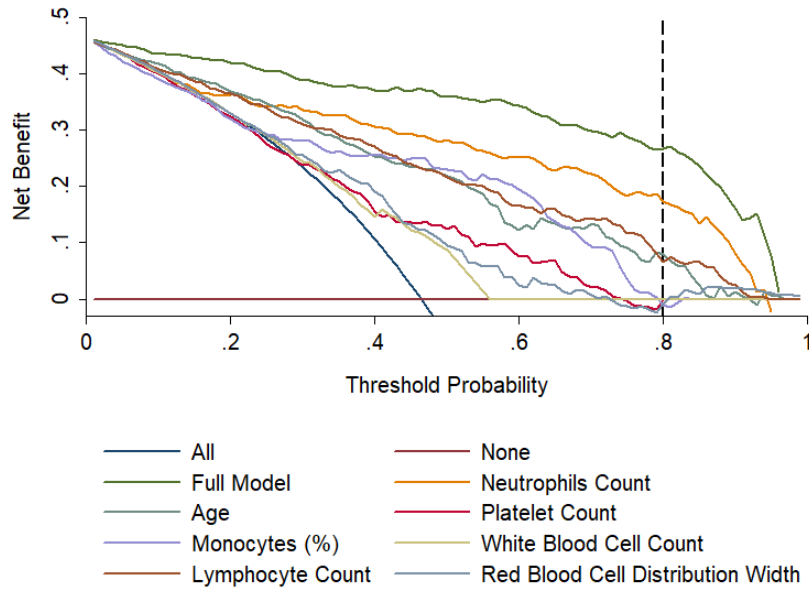 .5
.4
.3
.2
.1
0
Net Benefit
0 .2 .4 .6 .8 1
Threshold Probability
All None
Full Model Neutrophils Count
Age Platelet Count
Monocytes (%) White Blood Cell Count
Lymphocyte Count Red Blood Cell Distribution Width